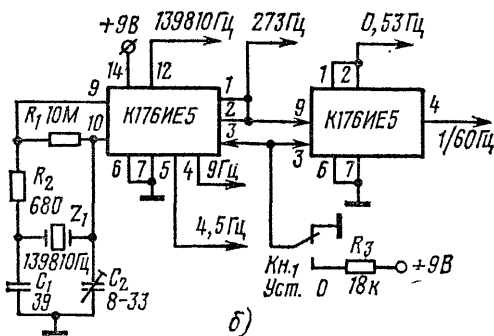 +9В 139810Гц 273Гц 0,53Гц
14 12 1 2
9 1 4
К176ИЕ5 2 9 К176ИЕ5
R1 10М 10 3 3 1/60Гц
6 7 5 4 9Гц 6 7
R2
680 Z1
4,5Гц
139810Гц Кн.1 R3 +9В
C1 C2 Уст. 0 18к
39 8-33
б)